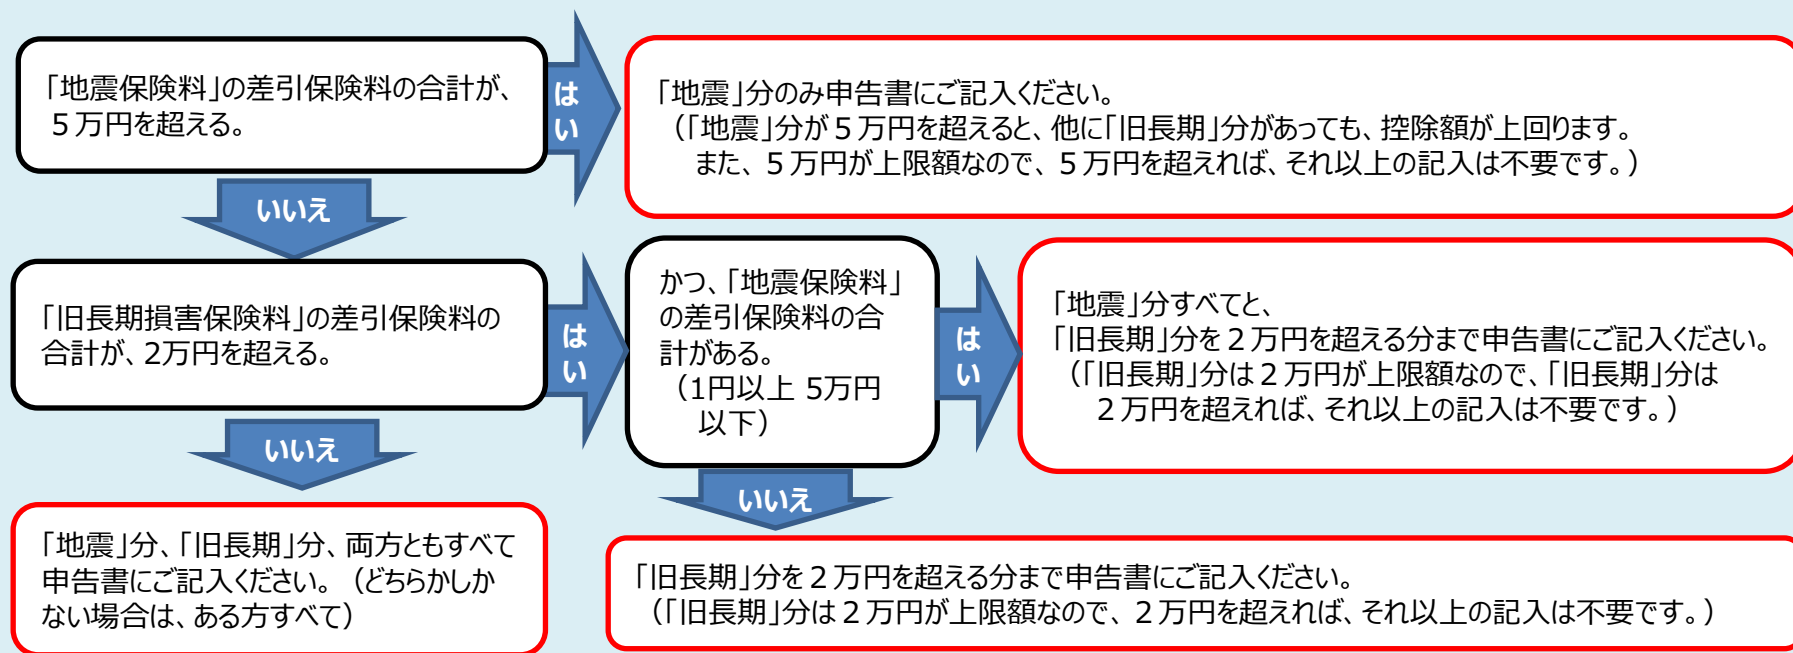 「地震保険料」の差引保険料の合計が、
５万円を超える。
はい
「地震」分のみ申告書にご記入ください。
（「地震」分が５万円を超えると、他に「旧長期」分があっても、控除額が上回ります。
また、５万円が上限額なので、５万円を超えれば、それ以上の記入は不要です。）
いいえ
「旧長期損害保険料」の差引保険料の
合計が、2万円を超える。
はい
かつ、「地震保険料」
の差引保険料の合
計がある。
（1円以上 5万円
以下）
はい
「地震」分すべてと、
「旧長期」分を２万円を超える分まで申告書にご記入ください。
（「旧長期」分は２万円が上限額なので、「旧長期」分は
２万円を超えれば、それ以上の記入は不要です。）
いいえ
いいえ
「地震」分、「旧長期」分、両方ともすべて
申告書にご記入ください。（どちらかしか
ない場合は、ある方すべて）
「旧長期」分を２万円を超える分まで申告書にご記入ください。
（「旧長期」分は２万円が上限額なので、２万円を超えれば、それ以上の記入は不要です。）